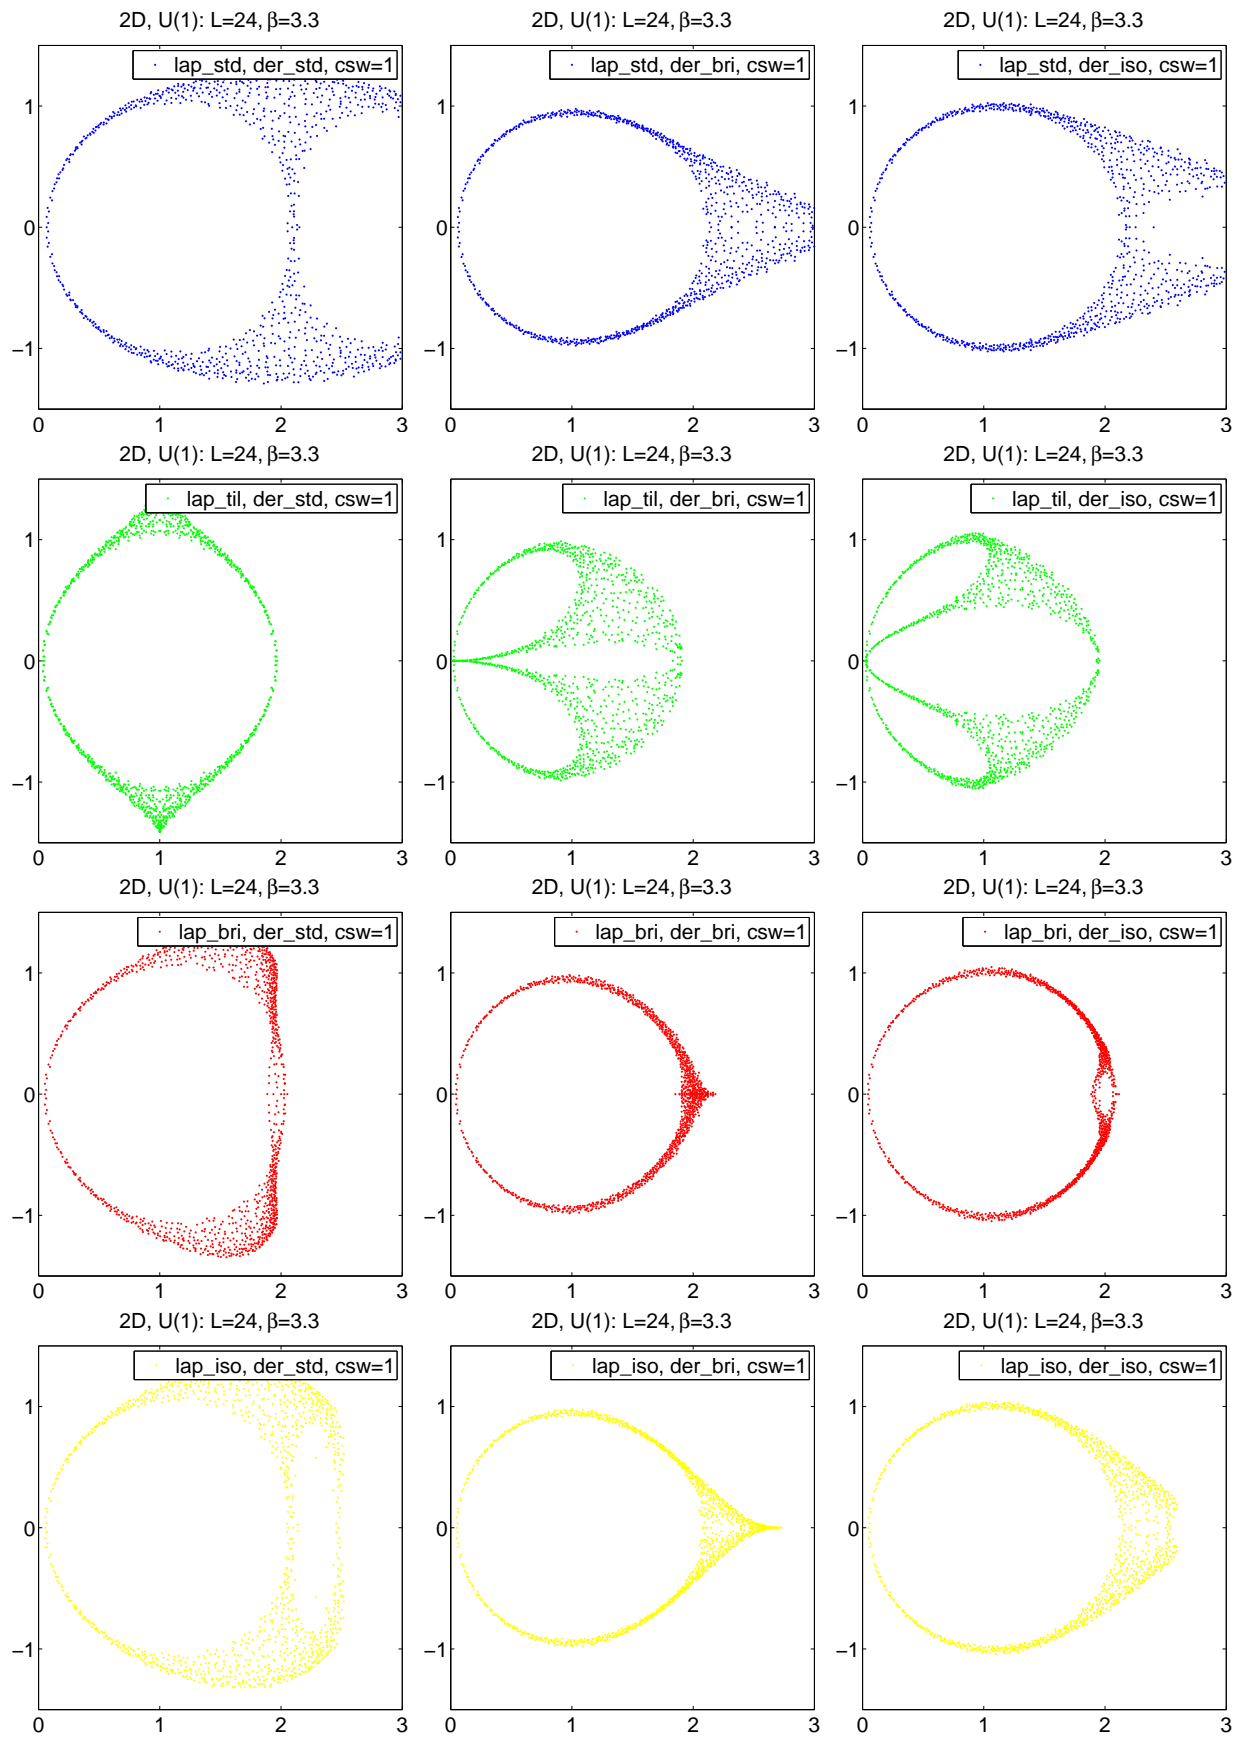 2D, U(1): L=24, β=3.3
2D, U(1): L=24, β=3.3
2D, U(1): L=24, β=3.3
lap_std, der_std, csw=1
lap_std, der_bri, csw=1
lap_std, der_iso, csw=1
1
0
−1
0 1 2 3
1
0
−1
0 1 2 3
1
0
−1
0 1 2 3
2D, U(1): L=24, β=3.3
2D, U(1): L=24, β=3.3
2D, U(1): L=24, β=3.3
lap_til, der_std, csw=1
lap_til, der_bri, csw=1
lap_til, der_iso, csw=1
1
0
−1
0 1 2 3
1
0
−1
0 1 2 3
1
0
−1
0 1 2 3
2D, U(1): L=24, β=3.3
2D, U(1): L=24, β=3.3
2D, U(1): L=24, β=3.3
lap_bri, der_std, csw=1
lap_bri, der_bri, csw=1
lap_bri, der_iso, csw=1
1
0
−1
0 1 2 3
1
0
−1
0 1 2 3
1
0
−1
0 1 2 3
2D, U(1): L=24, β=3.3
2D, U(1): L=24, β=3.3
2D, U(1): L=24, β=3.3
lap_iso, der_std, csw=1
lap_iso, der_bri, csw=1
lap_iso, der_iso, csw=1
1
0
−1
0 1 2 3
1
0
−1
0 1 2 3
1
0
−1
0 1 2 3